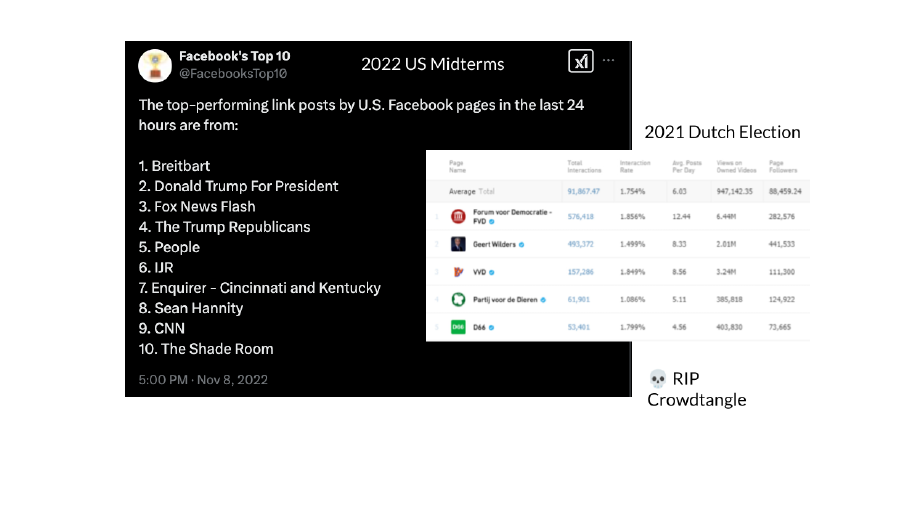 Facebook's Top 10
@FacebooksTop10
2022 US Midterms
The top-performing link posts by U.S. Facebook pages in the last 24
hours are from:
1. Breitbart
2. Donald Trump For President
3. Fox News Flash
4. The Trump Republicans
5. People
6. IJR
7. Enquirer - Cincinnati and Kentucky
8. Sean Hannity
9. CNN
10. The Shade Room
5:00 PM · Nov 8, 2022
2021 Dutch Election
Page Name Total Interactions Interaction Rate Avg. Posts Per Day Views on Owned Videos Page Followers
Average Total 91,867.47 1.754% 6.03 947,142.35 88,459.24
1 Forum voor Democratie - FVD 576,418 1.856% 12.44 6.44M 282,576
2 Geert Wilders 493,372 1.499% 8.33 2.01M 441,533
3 VVD 157,286 1.849% 8.56 3.24M 111,300
4 Partij voor de Dieren 61,901 1.086% 5.11 385,818 124,922
5 D66 D66 53,401 1.799% 4.56 403,830 73,665
💀 RIP
Crowdtangle